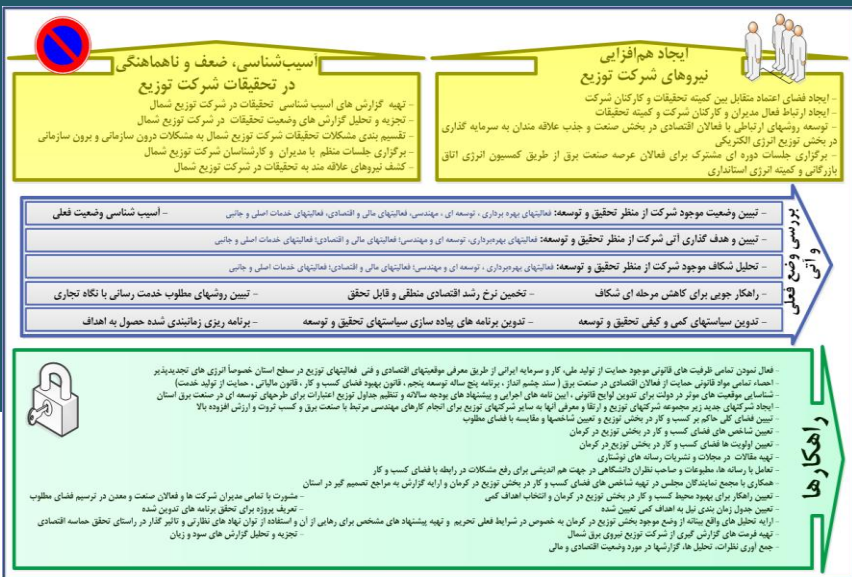 ایجاد هم‌افزایی
نیروهای شرکت توزیع
- ایجاد فضای اعتماد متقابل بین کمیته تحقیقات و کارکنان شرکت
- ایجاد ارتباط فعال مدیران و کارکنان شرکت و کمیته تحقیقات
- توسعه روشهای ارتباطی با فعالان اقتصادی در بخش صنعت و جذب علاقه مندان به سرمایه گذاری
در بخش توزیع انرژی الکتریکی
- برگزاری جلسات دوره ای مشترک برای فعالان عرصه صنعت برق از طریق کمسیون انرژی اتاق
بازرگانی و کمیته انرژی استانداری
آسیب‌شناسی، ضعف و ناهماهنگی
در تحقیقات شرکت توزیع
- تهیه گزارش های آسیب شناسی تحقیقات در شرکت توزیع شمال
- تجزیه و تحلیل گزارش های وضعیت تحقیقات در شرکت توزیع شمال
- تقسیم بندی مشکلات تحقیقات شرکت توزیع شمال به مشکلات درون سازمانی و برون سازمانی
- برگزاری جلسات منظم با مدیران و کارشناسان شرکت توزیع شمال
- کشف نیروهای علاقه مند به تحقیقات در شرکت توزیع شمال
بررسی وضع فعلی
و آتی
- تبیین وضعیت موجود شرکت از منظر تحقیق و توسعه: فعالیتهای بهره برداری ، توسعه ای ، مهندسی، فعالیتهای مالی و اقتصادی، فعالیتهای خدمات اصلی و جانبی - آسیب شناسی وضعیت فعلی
- تبیین و هدف گذاری آتی شرکت از منظر تحقیق و توسعه: فعالیتهای بهره‌برداری، توسعه ای و مهندسی؛ فعالیتهای مالی و اقتصادی؛ فعالیتهای خدمات اصلی و جانبی
- تحلیل شکاف موجود شرکت از منظر تحقیق و توسعه: فعالیتهای بهره‌برداری ، توسعه ای و مهندسی؛ فعالیتهای مالی و اقتصادی؛ فعالیتهای خدمات اصلی و جانبی
- راهکار جویی برای کاهش مرحله ای شکاف - تخمین نرخ رشد اقتصادی منطقی و قابل تحقق - تبیین روشهای مطلوب خدمت رسانی با نگاه تجاری
- تدوین سیاستهای کمی و کیفی تحقیق و توسعه - تدوین برنامه های پیاده سازی سیاستهای تحقیق و توسعه - برنامه ریزی زمانبندی شده حصول به اهداف
راهکارها
- فعال نمودن تمامی ظرفیت های قانونی موجود حمایت از تولید ملی، کار و سرمایه ایرانی از طریق معرفی موقعیتهای اقتصادی و فنی فعالیتهای توزیع در سطح استان خصوصاً انرژی های تجدیدپذیر
- احصاء تمامی مواد قانونی حمایت از فعالان اقتصادی در صنعت برق ( سند چشم انداز ، برنامه پنج ساله توسعه پنجم ، قانون بهبود فضای کسب و کار ، قانون مالیاتی ، حمایت از تولید خدمت)
- شناسایی موقعیت های موثر در دولت برای تدوین لوایح قانونی ، آیین نامه های اجرایی و پیشنهاد های بودجه سالانه و تنظیم جداول توزیع اعتبارات برای طرحهای توسعه ای در صنعت برق استان
- ایجاد شرکتهای جدید زیر مجموعه شرکتهای توزیع و ارتقا و معرفی آنها به سایر شرکتهای توزیع برای انجام کارهای مهندسی مرتبط با صنعت برق و کسب ثروت و ارزش افزوده بالا
- تبیین فضای کلی حاکم بر کسب و کار در بخش توزیع و تعیین شاخصها و مقایسه با فضای مطلوب
- تعیین شاخص های فضای کسب و کار در بخش توزیع در کرمان
- تعیین اولویت ها فضای کسب و کار در بخش توزیع در کرمان
- تهیه مقالات در مجلات و نشریات رسانه های نوشتاری
- تعامل با رسانه ها، مطبوعات و صاحب نظران دانشگاهی در جهت هم اندیشی برای رفع مشکلات در رابطه با فضای کسب و کار
- همکاری با مجمع نمایندگان مجلس در تهیه شاخص های فضای کسب و کار در بخش توزیع در کرمان و ارایه گزارش به مراجع تصمیم گیر در استان
- تعیین راهکار برای بهبود محیط کسب و کار در بخش توزیع در کرمان و انتخاب اهداف کمی - مشورت با تمامی مدیران شرکت ها و فعالان صنعت و معدن در ترسیم فضای مطلوب
- تعیین جدول زمان بندی نیل به اهداف کمی تعیین شده - تعریف پروژه برای تحقق برنامه های تدوین شده
- ارایه تحلیل های واقع بینانه از وضع موجود بخش توزیع در کرمان به خصوص در شرایط فعلی تحریم و تهیه پیشنهاد های مشخص برای رهایی از آن و استفاده از توان نهاد های نظارتی و تاثیر گذار در راستای تحقق حماسه اقتصادی
- تهیه فرمت های گزارش گیری از شرکت توزیع نیروی برق شمال - تجزیه و تحلیل گزارش های سود و زیان
- جمع آوری نظرات، تحلیل ها، گزارشها در مورد وضعیت اقتصادی و مالی